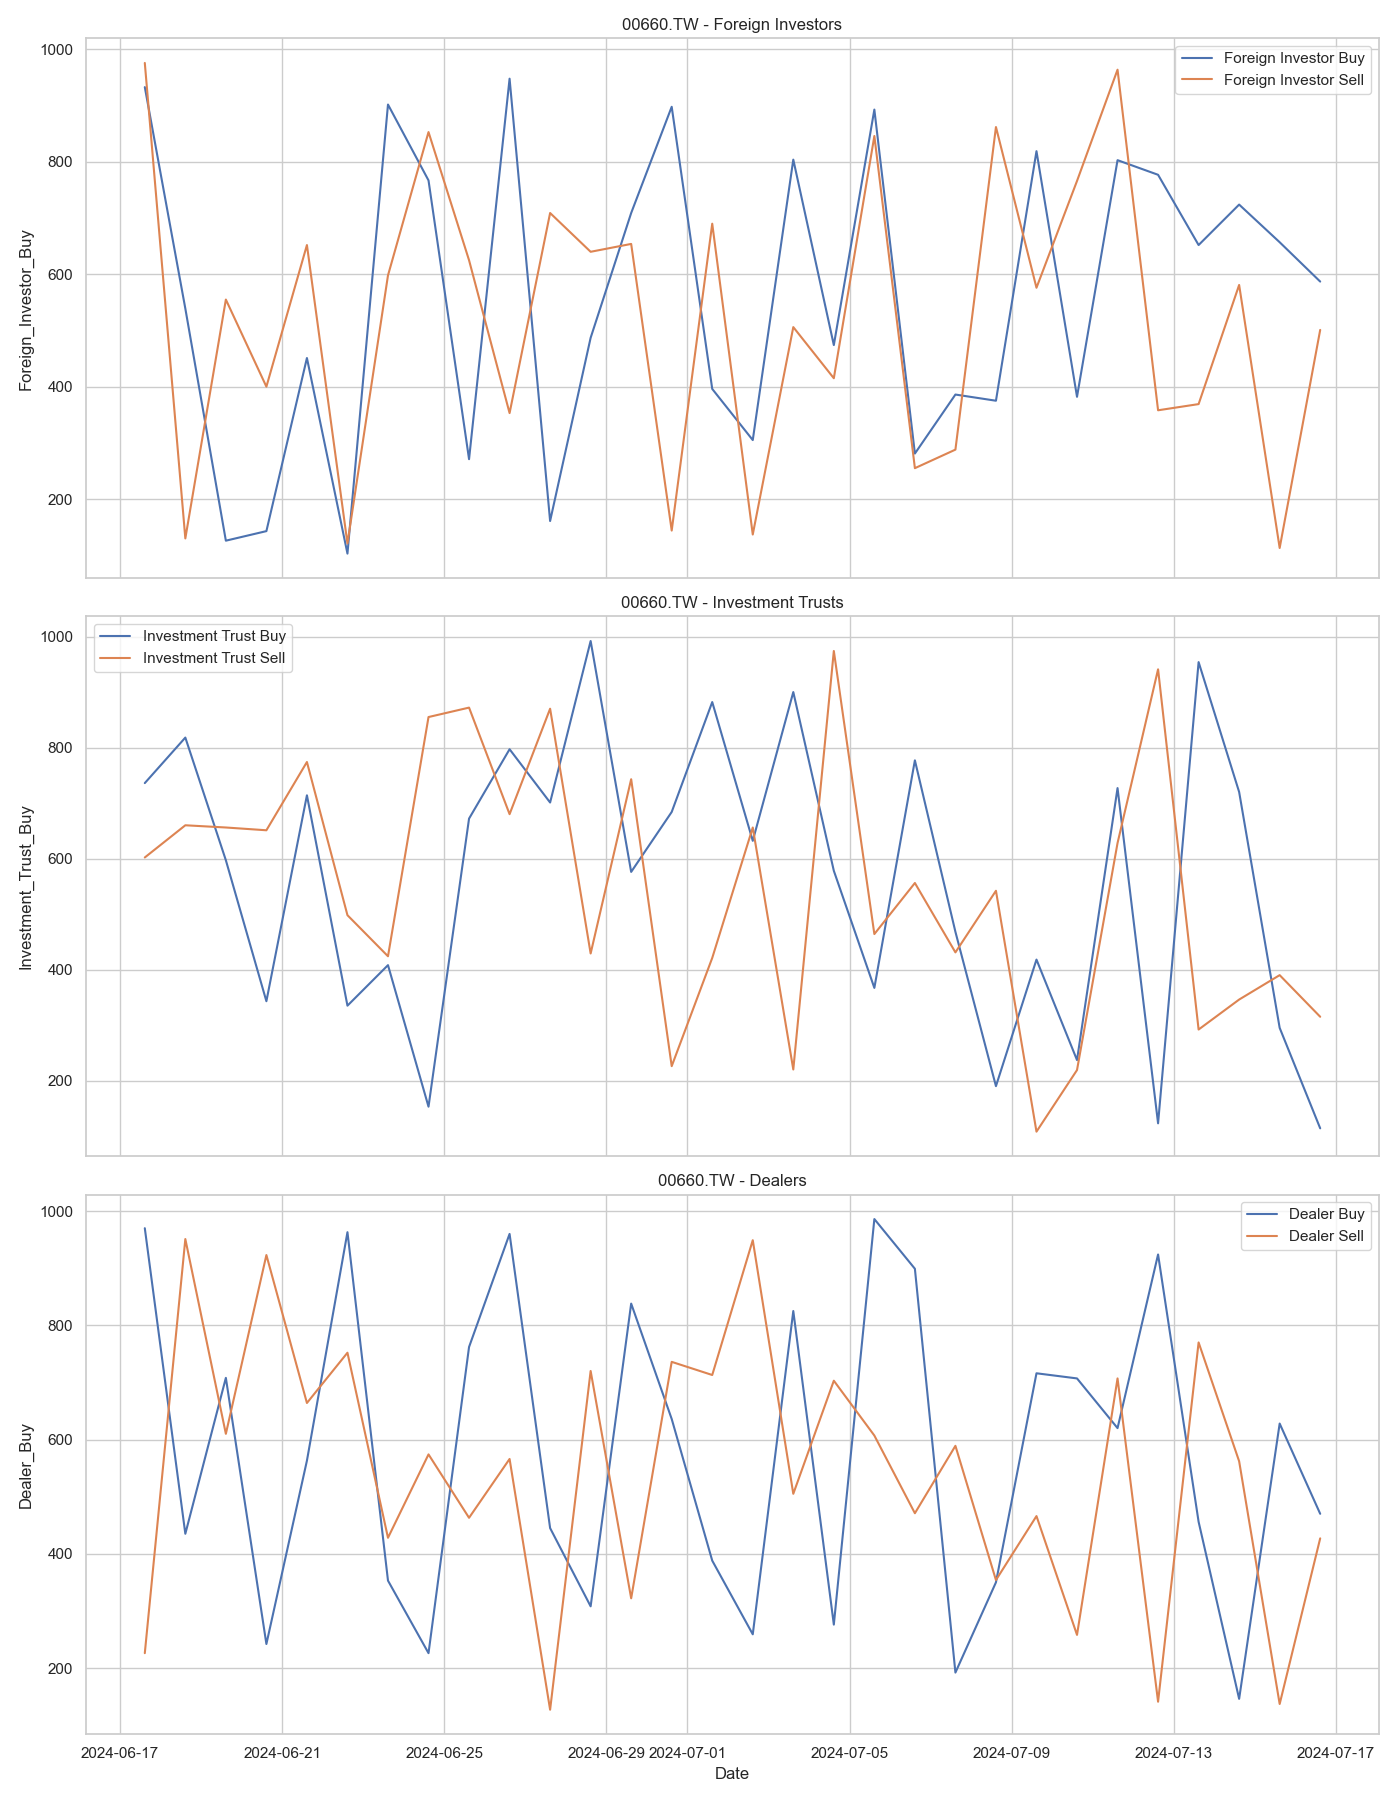 00660.TW - Foreign Investors
Foreign Investor Buy
Foreign Investor Sell
Foreign_Investor_Buy
1000
800
600
400
200
00660.TW - Investment Trusts
Investment Trust Buy
Investment Trust Sell
Investment_Trust_Buy
1000
800
600
400
200
00660.TW - Dealers
Dealer Buy
Dealer Sell
Dealer_Buy
1000
800
600
400
200
2024-06-17 2024-06-21 2024-06-25 2024-06-29 2024-07-01 2024-07-05 2024-07-09 2024-07-13 2024-07-17
Date